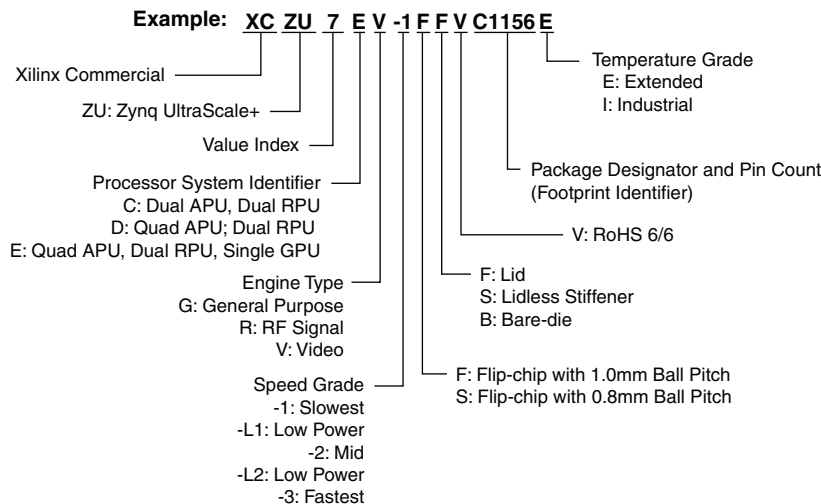 Example: XC ZU 7 E V -1 F F V C1156 E
Xilinx Commercial
ZU: Zynq UltraScale+
Value Index
Processor System Identifier
C: Dual APU, Dual RPU
D: Quad APU; Dual RPU
E: Quad APU, Dual RPU, Single GPU
Engine Type
G: General Purpose
R: RF Signal
V: Video
Speed Grade
-1: Slowest
-L1: Low Power
-2: Mid
-L2: Low Power
-3: Fastest
Temperature Grade
E: Extended
I: Industrial
Package Designator and Pin Count
(Footprint Identifier)
V: RoHS 6/6
F: Lid
S: Lidless Stiffener
B: Bare-die
F: Flip-chip with 1.0mm Ball Pitch
S: Flip-chip with 0.8mm Ball Pitch